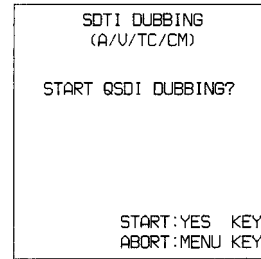 SDTI DUBBING
(A/V/TC/CM)
START QSDI DUBBING?
START:YES KEY
ABORT:MENU KEY